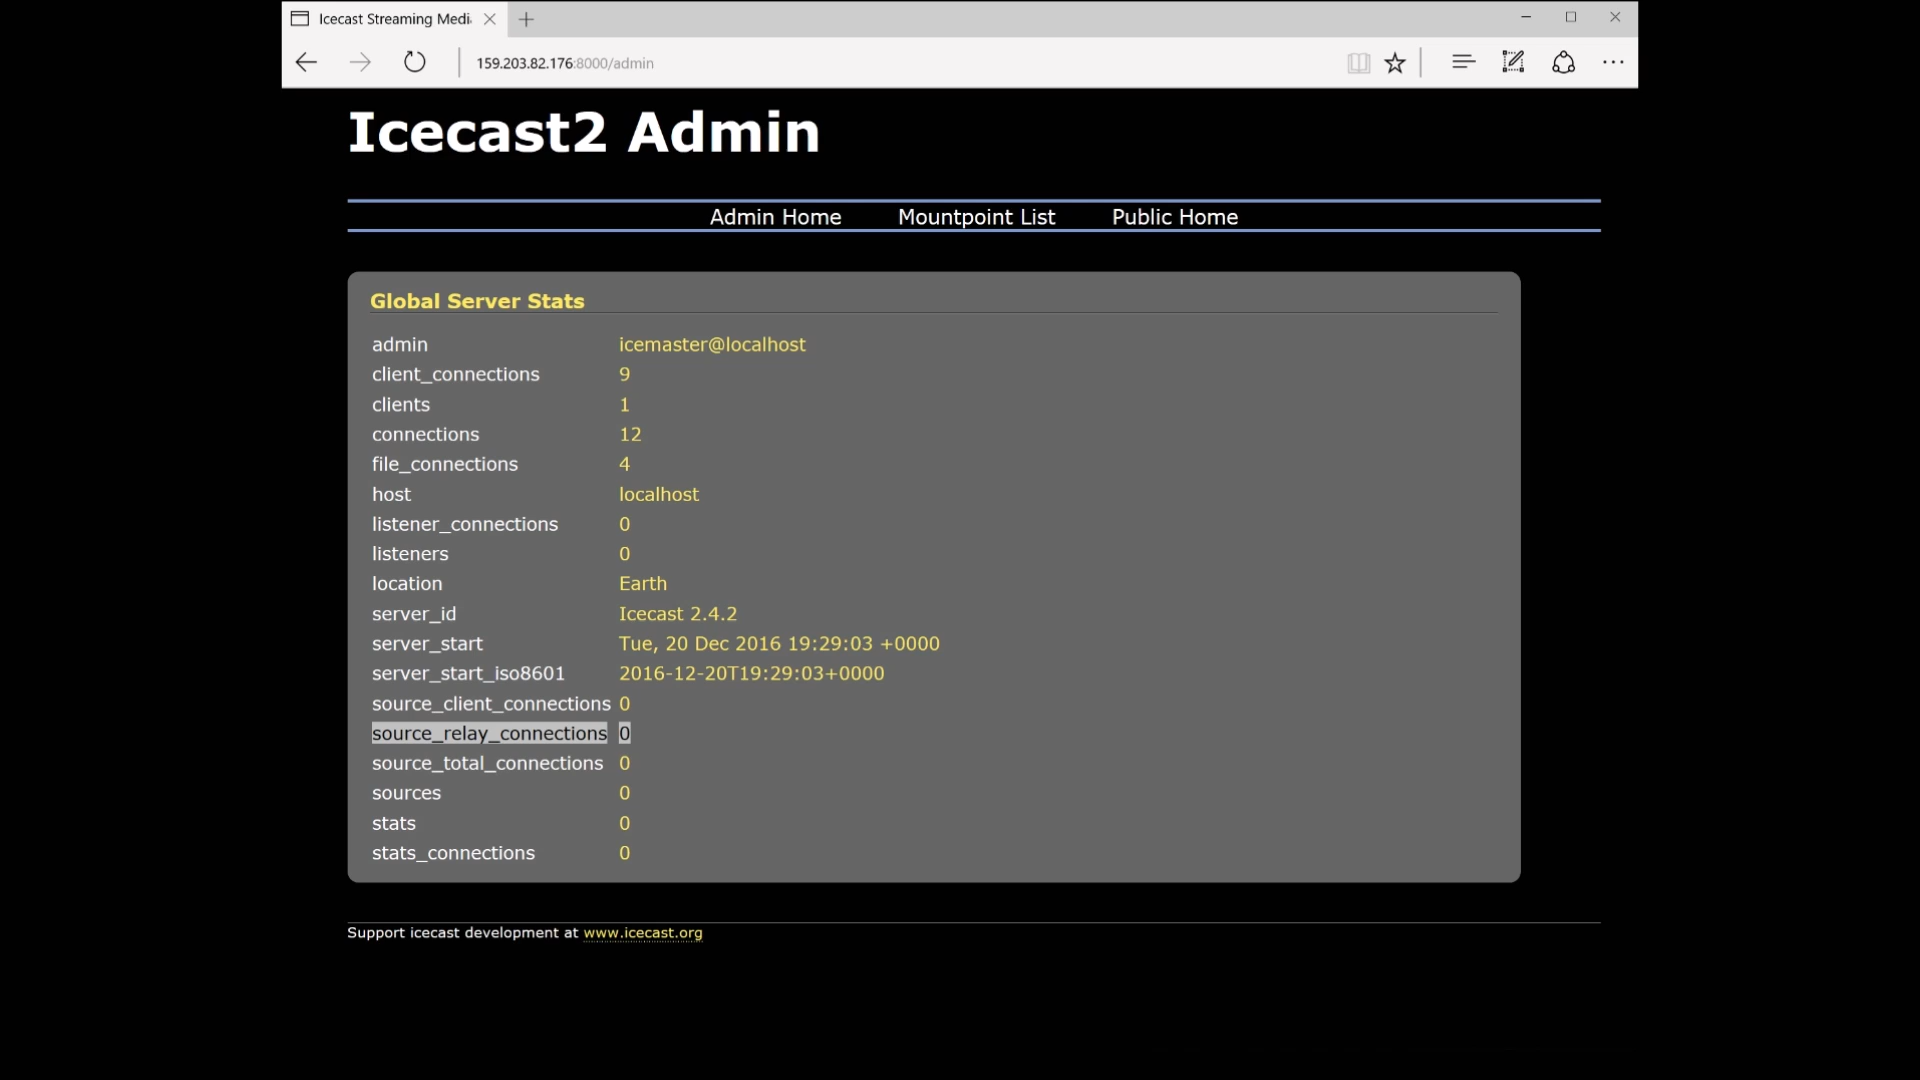 Icecast Streaming Medi
159.203.82.176:8000/admin
Icecast2 Admin
Admin Home Mountpoint List Public Home
Global Server Stats
admin icemaster@localhost
client_connections 9
clients 1
connections 12
file_connections 4
host localhost
listener_connections 0
listeners 0
location Earth
server_id Icecast 2.4.2
server_start Tue, 20 Dec 2016 19:29:03 +0000
server_start_iso8601 2016-12-20T19:29:03+0000
source_client_connections 0
source_relay_connections 0
source_total_connections 0
sources 0
stats 0
stats_connections 0
Support icecast development at www.icecast.org